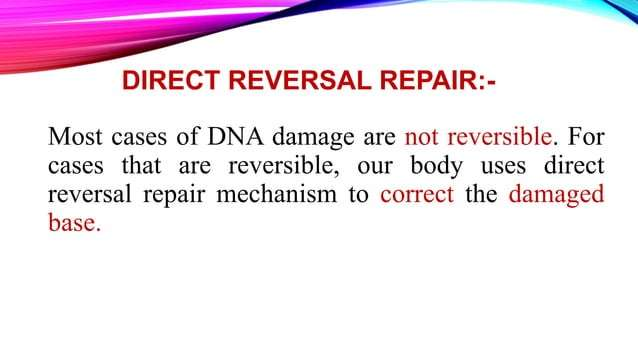 DIRECT REVERSAL REPAIR:-
Most cases of DNA damage are not reversible. For
cases that are reversible, our body uses direct
reversal repair mechanism to correct the damaged
base.